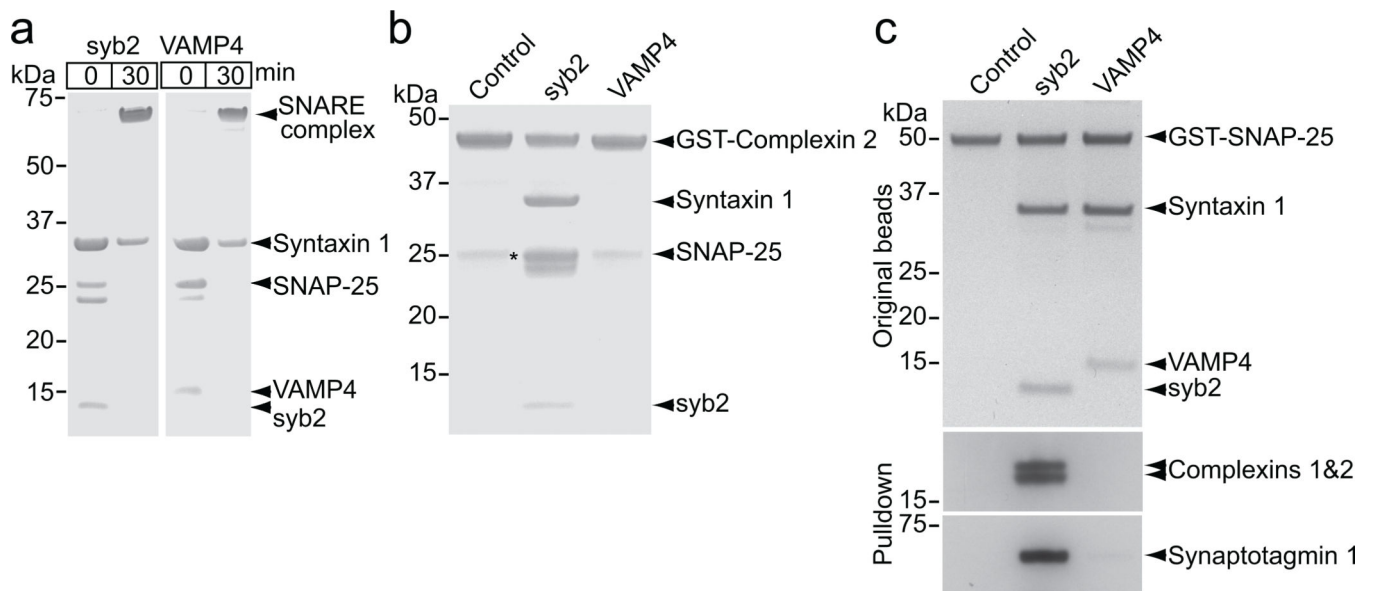 a
syb2 VAMP4
kDa 0 30 0 30 min
75
50
37
25
20
15
SNARE
complex
Syntaxin 1
SNAP-25
VAMP4
syb2
b
Control syb2 VAMP4
kDa
50
37
25
20
15
*
GST-Complexin 2
Syntaxin 1
SNAP-25
syb2
c
Control syb2 VAMP4
kDa
50
37
25
20
15
Original beads
GST-SNAP-25
Syntaxin 1
VAMP4
syb2
Pulldown
15
75
Complexins 1&2
Synaptotagmin 1